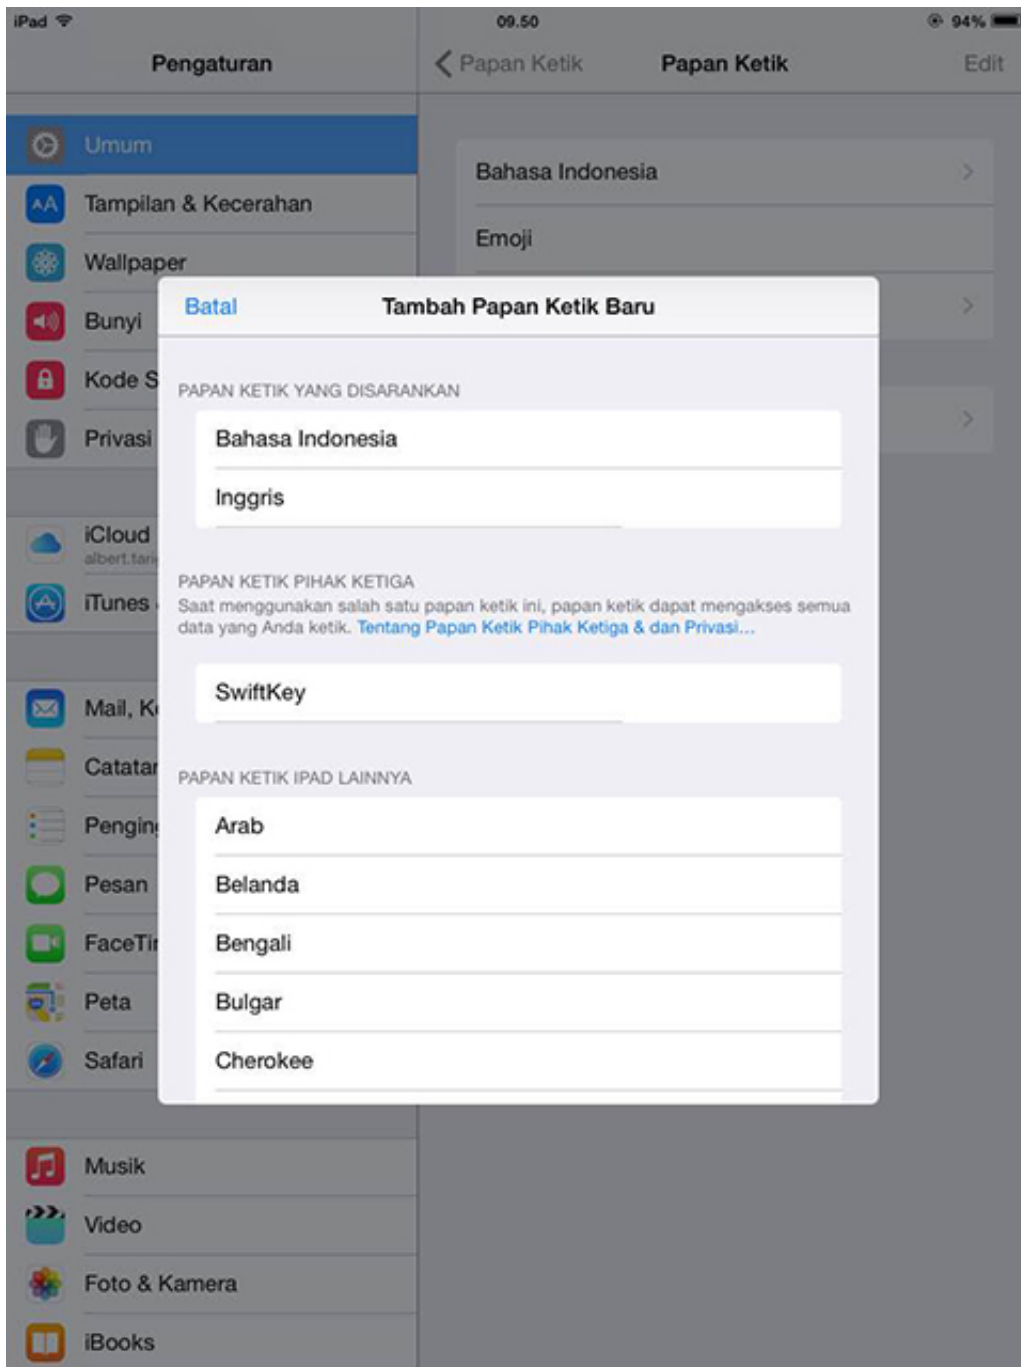 iPad 09.50 94%
Pengaturan
Papan Ketik Papan Ketik Edit
Umum
Tampilan & Kecerahan
Wallpaper
Bunyi
Kode S
Privasi
iCloud
albert.tari
iTunes
Mail, K
Catatan
Penging
Pesan
FaceTi
Peta
Safari
Musik
Video
Foto & Kamera
iBooks
Bahasa Indonesia
Emoji
Batal Tambah Papan Ketik Baru
PAPAN KETIK YANG DISARANKAN
Bahasa Indonesia
Inggris
PAPAN KETIK PIHAK KETIGA
Saat menggunakan salah satu papan ketik ini, papan ketik dapat mengakses semua
data yang Anda ketik. Tentang Papan Ketik Pihak Ketiga & dan Privasi...
SwiftKey
PAPAN KETIK IPAD LAINNYA
Arab
Belanda
Bengali
Bulgar
Cherokee